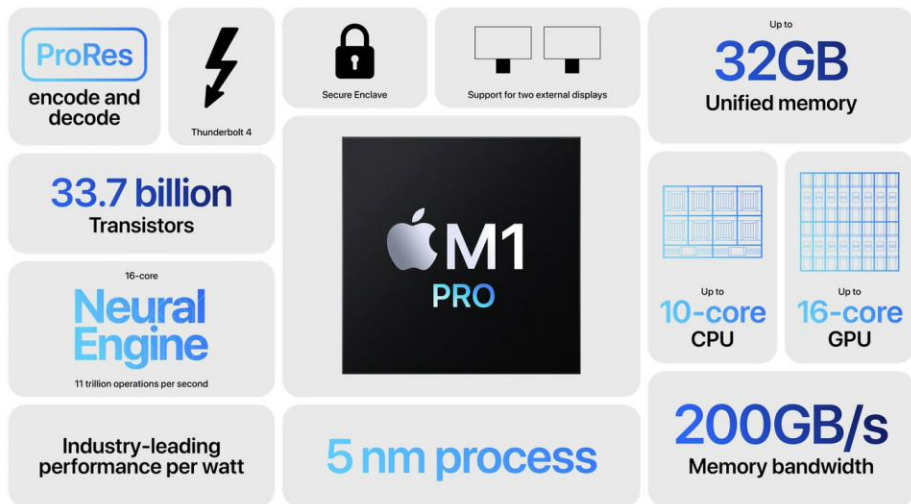 ProRes
encode and
decode
Thunderbolt 4
Secure Enclave
Support for two external displays
Up to
32GB
Unified memory
33.7 billion
Transistors
M1
PRO
Up to
10-core
CPU
Up to
16-core
GPU
16-core
Neural
Engine
11 trillion operations per second
Industry-leading
performance per watt
5 nm process
200GB/s
Memory bandwidth